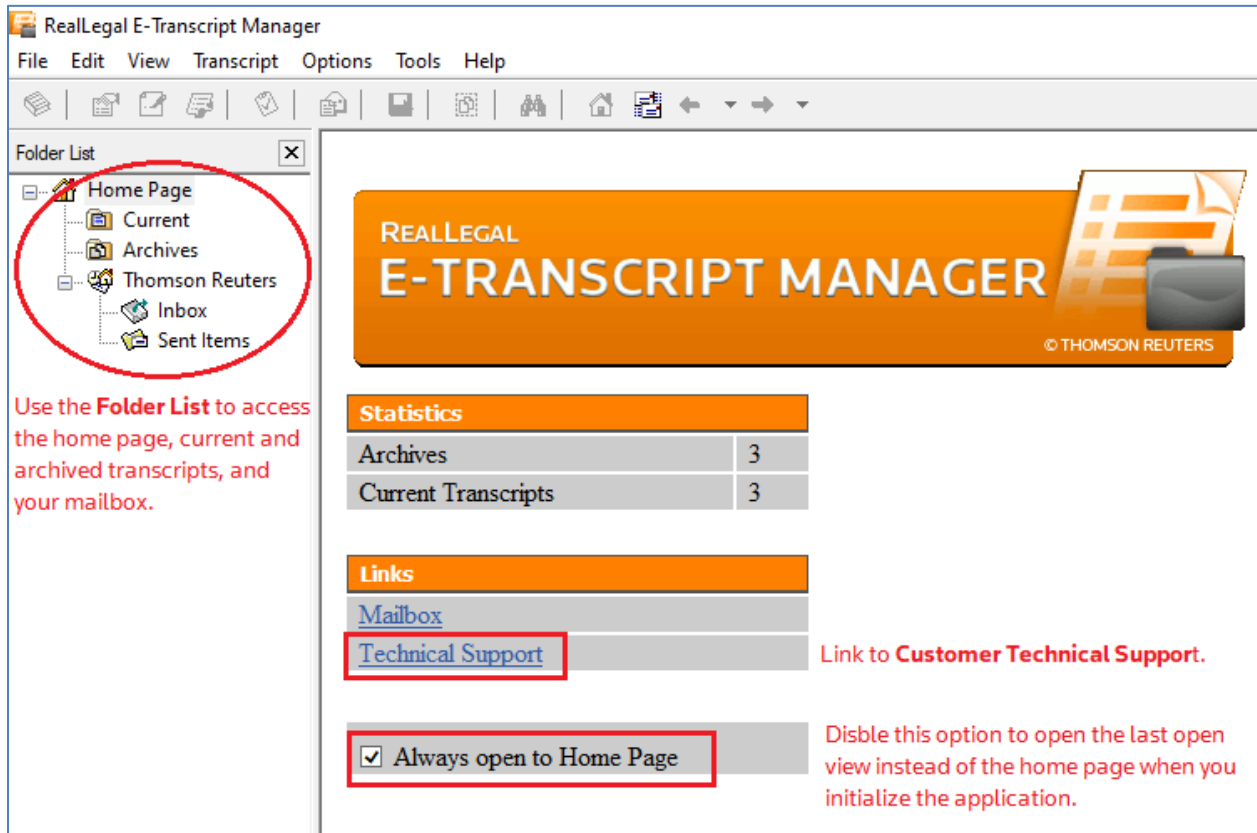 RealLegal E-Transcript Manager
File Edit View Transcript Options Tools Help
Folder List
Home Page
Current
Archives
Thomson Reuters
Inbox
Sent Items
Use the Folder List to access
the home page, current and
archived transcripts, and
your mailbox.
REALLEGAL
E-TRANSCRIPT MANAGER
© THOMSON REUTERS
Statistics
Archives 3
Current Transcripts 3
Links
Mailbox
Technical Support
Link to Customer Technical Support.
Always open to Home Page
Disble this option to open the last open
view instead of the home page when you
initialize the application.